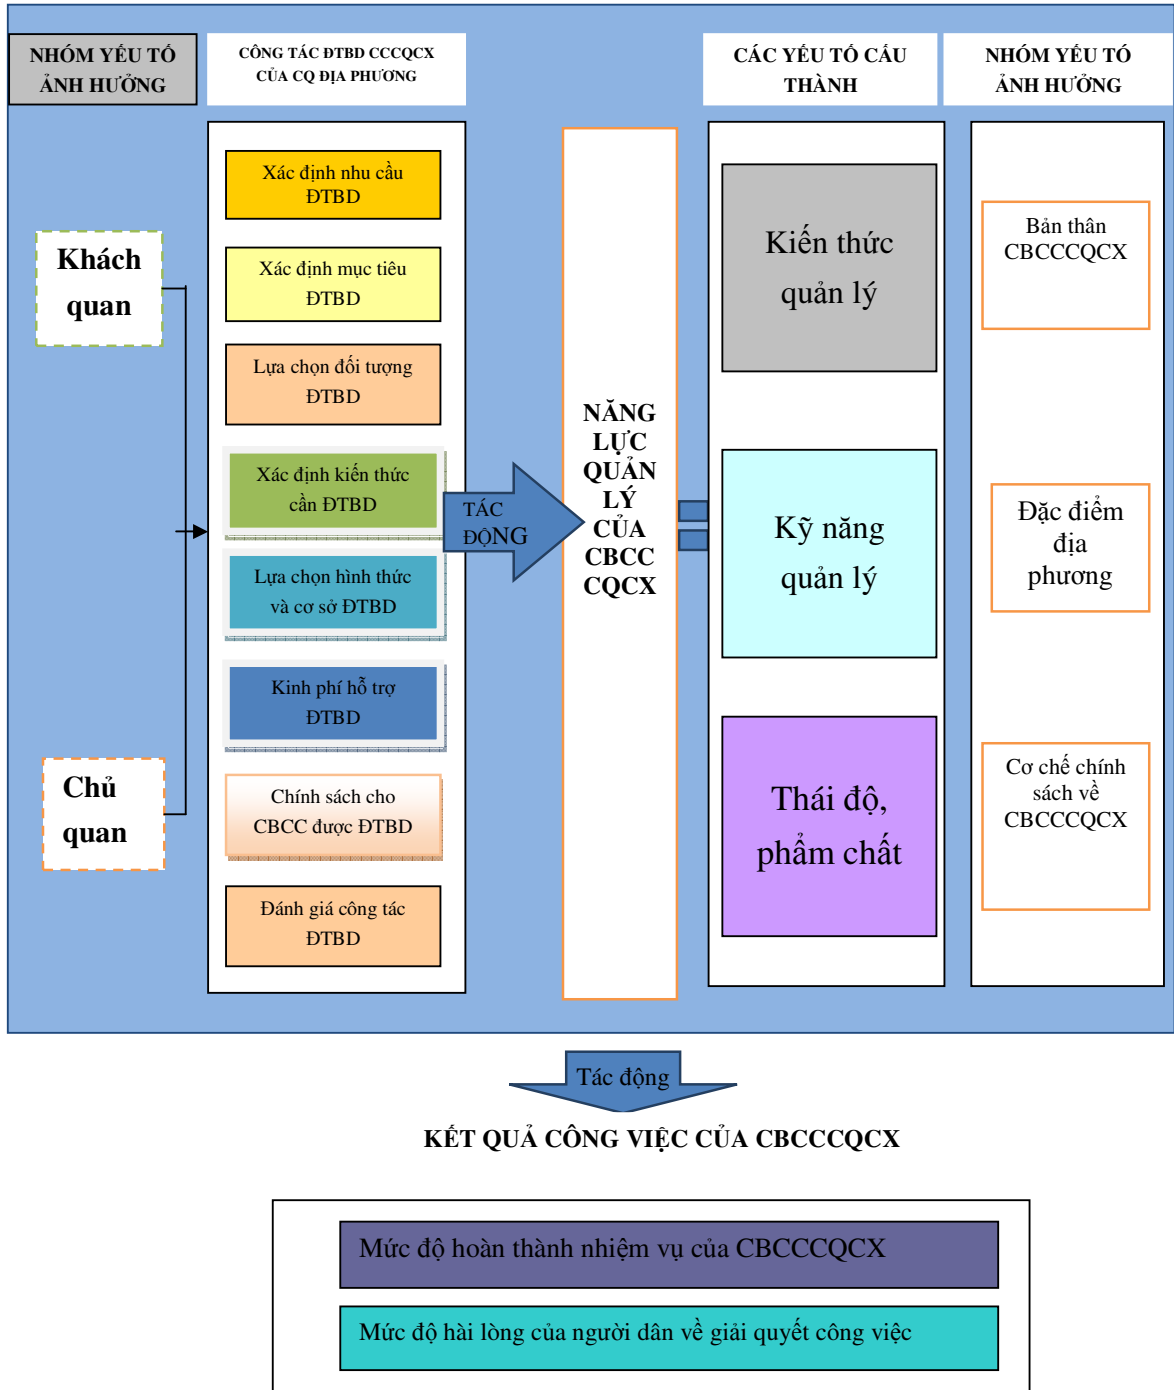 NHÓM YẾU TỐ
ẢNH HƯỞNG
CÔNG TÁC ĐTBD CCCQCX
CỦA CQ ĐỊA PHƯƠNG
CÁC YẾU TỐ CẤU
THÀNH
NHÓM YẾU TÓ
ẢNH HƯỞNG
Khách
quan
Chủ
quan
Xác định nhu cầu
ĐTBD
Xác định mục tiêu
ĐTBD
Lựa chọn đối tượng
ĐTBD
Xác định kiến thức
cần ĐTBD
Lựa chọn hình thức
và cơ sở ĐTBD
Kinh phí hỗ trợ
ĐTBD
Chính sách cho
CBCC được ĐTBD
Đánh giá công tác
ĐTBD
TÁC
ĐỘNG
NĂNG
LỰC
QUẢN
LÝ
CỦA
CBCC
CQCX
Kiến thức
quản lý
Kỹ năng
quản lý
Thái độ,
phẩm chất
Bản thân
CBCCCQCX
Đặc điểm
địa
phương
Cơ chế chính
sách về
CBCCCQCX
Tác động
KẾT QUẢ CÔNG VIỆC CỦA CBCCCQCX
Mức độ hoàn thành nhiệm vụ của CBCCCQCX
Mức độ hài lòng của người dân về giải quyết công việc